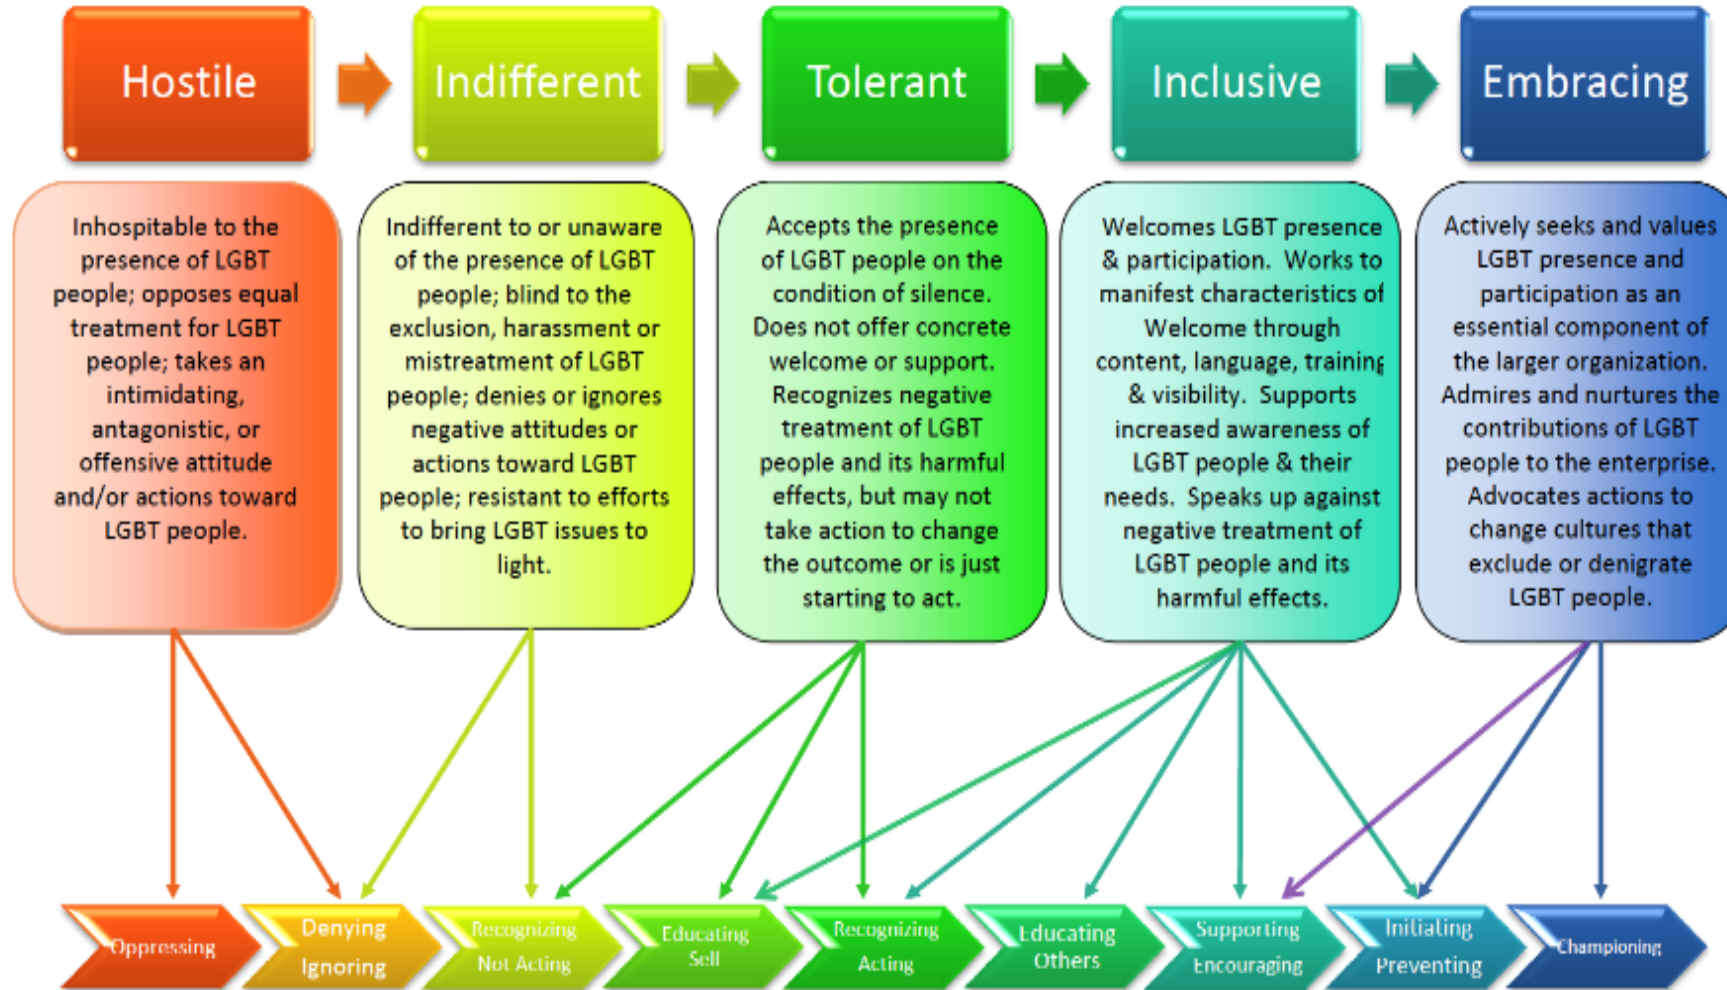 Hostile
Indifferent
Tolerant
Inclusive
Embracing
Inhospitable to the
presence of LGBT
people; opposes equal
treatment for LGBT
people; takes an
intimidating,
antagonistic, or
offensive attitude
and/or actions toward
LGBT people.
Indifferent to or unaware
of the presence of LGBT
people; blind to the
exclusion, harassment or
mistreatment of LGBT
people; denies or ignores
negative attitudes or
actions toward LGBT
people; resistant to efforts
to bring LGBT issues to
light.
Accepts the presence
of LGBT people on the
condition of silence.
Does not offer concrete
welcome or support.
Recognizes negative
treatment of LGBT
people and its harmful
effects, but may not
take action to change
the outcome or is just
starting to act.
Welcomes LGBT presence
& participation. Works to
manifest characteristics of
Welcome through
content, language, training
& visibility. Supports
increased awareness of
LGBT people & their
needs. Speaks up against
negative treatment of
LGBT people and its
harmful effects.
Actively seeks and values
LGBT presence and
participation as an
essential component of
the larger organization.
Admires and nurtures the
contributions of LGBT
people to the enterprise.
Advocates actions to
change cultures that
exclude or denigrate
LGBT people.
Oppressing
Denying
Ignoring
Recognizing
Not Acting
Educating
Self
Recognizing
Acting
Educating
Others
Supporting
Encouraging
Initiating
Preventing
Championing